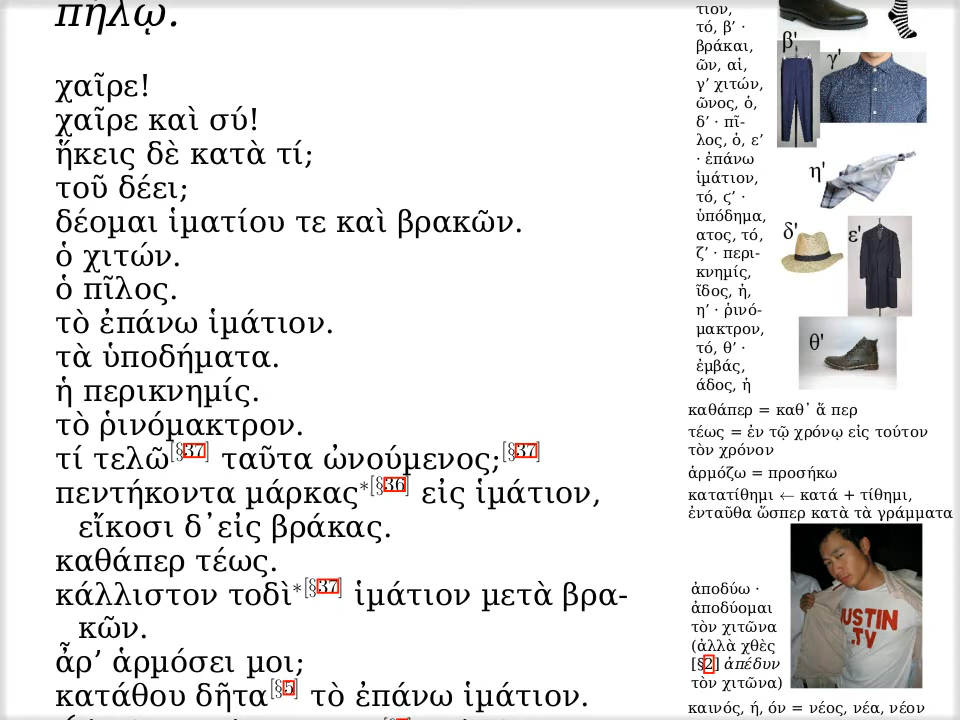 πήλῳ.
χαῖρε!
χαῖρε καὶ σύ!
ἥκεις δὲ κατὰ τί;
τοῦ δέει;
δέομαι ἱματίου τε καὶ βρακῶν.
ὁ χιτών.
ὁ πῖλος.
τὸ ἐπάνω ἱμάτιον.
τὰ ὑποδήματα.
ἡ περικνημίς.
τὸ ῥινόμακτρον.
τί τελῶ[§37] ταῦτα ὠνούμενος;[§37]
πεντήκοντα μάρκας*[§36] εἰς ἱμάτιον,
εἴκοσι δ᾽εἰς βράκας.
καθάπερ τέως.
κάλλιστον τοδὶ*[§37] ἱμάτιον μετὰ βρα-
κῶν.
ἆρ’ ἁρμόσει μοι;
κατάθου δῆτα[§5] τὸ ἐπάνω ἱμάτιον.
τιον,
τό, β’ ·
βράκαι,
ῶν, αἱ,
γ’ χιτών,
ῶνος, ὁ,
δ’ · πῖ-
λος, ὁ, ε’
· ἐπάνω
ἱμάτιον,
τό, ς’ ·
ὑπόδημα,
ατος, τό,
ζ’ · περι-
κνημίς,
ῖδος, ἡ,
η’ · ῥινό-
μακτρον,
τό, θ’ ·
ἐμβάς,
άδος, ἡ
β'
γ'
η'
δ'
ε'
θ'
καθάπερ = καθ᾽ ἅ περ
τέως = ἐν τῷ χρόνῳ εἰς τούτον
τὸν χρόνον
ἁρμόζω = προσήκω
κατατίθημι ← κατά + τίθημι,
ἐνταῦθα ὥσπερ κατὰ τὰ γράμματα
ἀποδύω ·
ἀποδύομαι
τὸν χιτῶνα
(ἀλλὰ χθὲς
[§2] ἀπέδυν
τὸν χιτῶνα)
JUSTIN
.TV
καινός, ή, όν = νέος, νέα, νέον